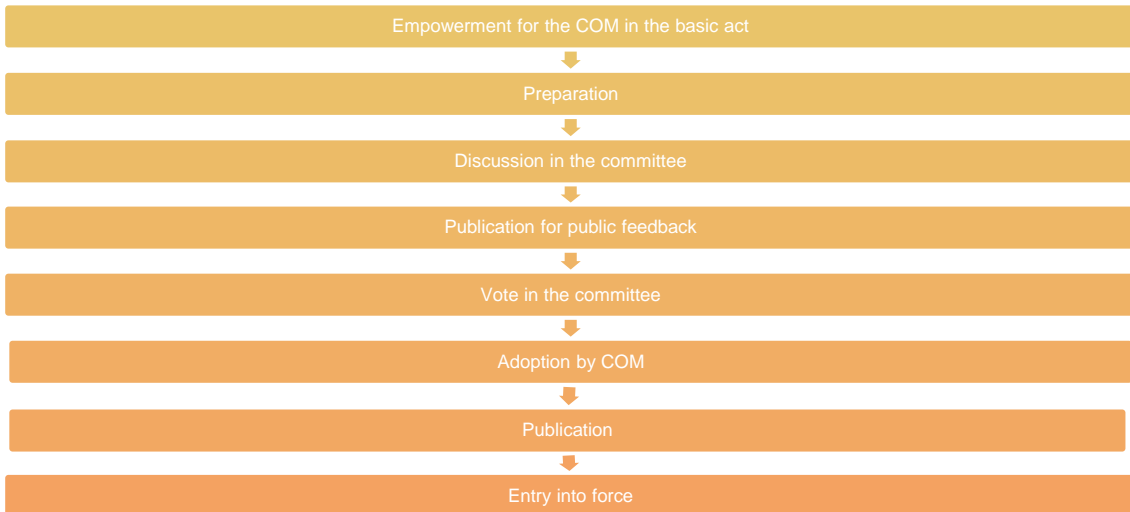 Empowerment for the COM in the basic act
Preparation
Discussion in the committee
Publication for public feedback
Vote in the committee
Adoption by COM
Publication
Entry into force